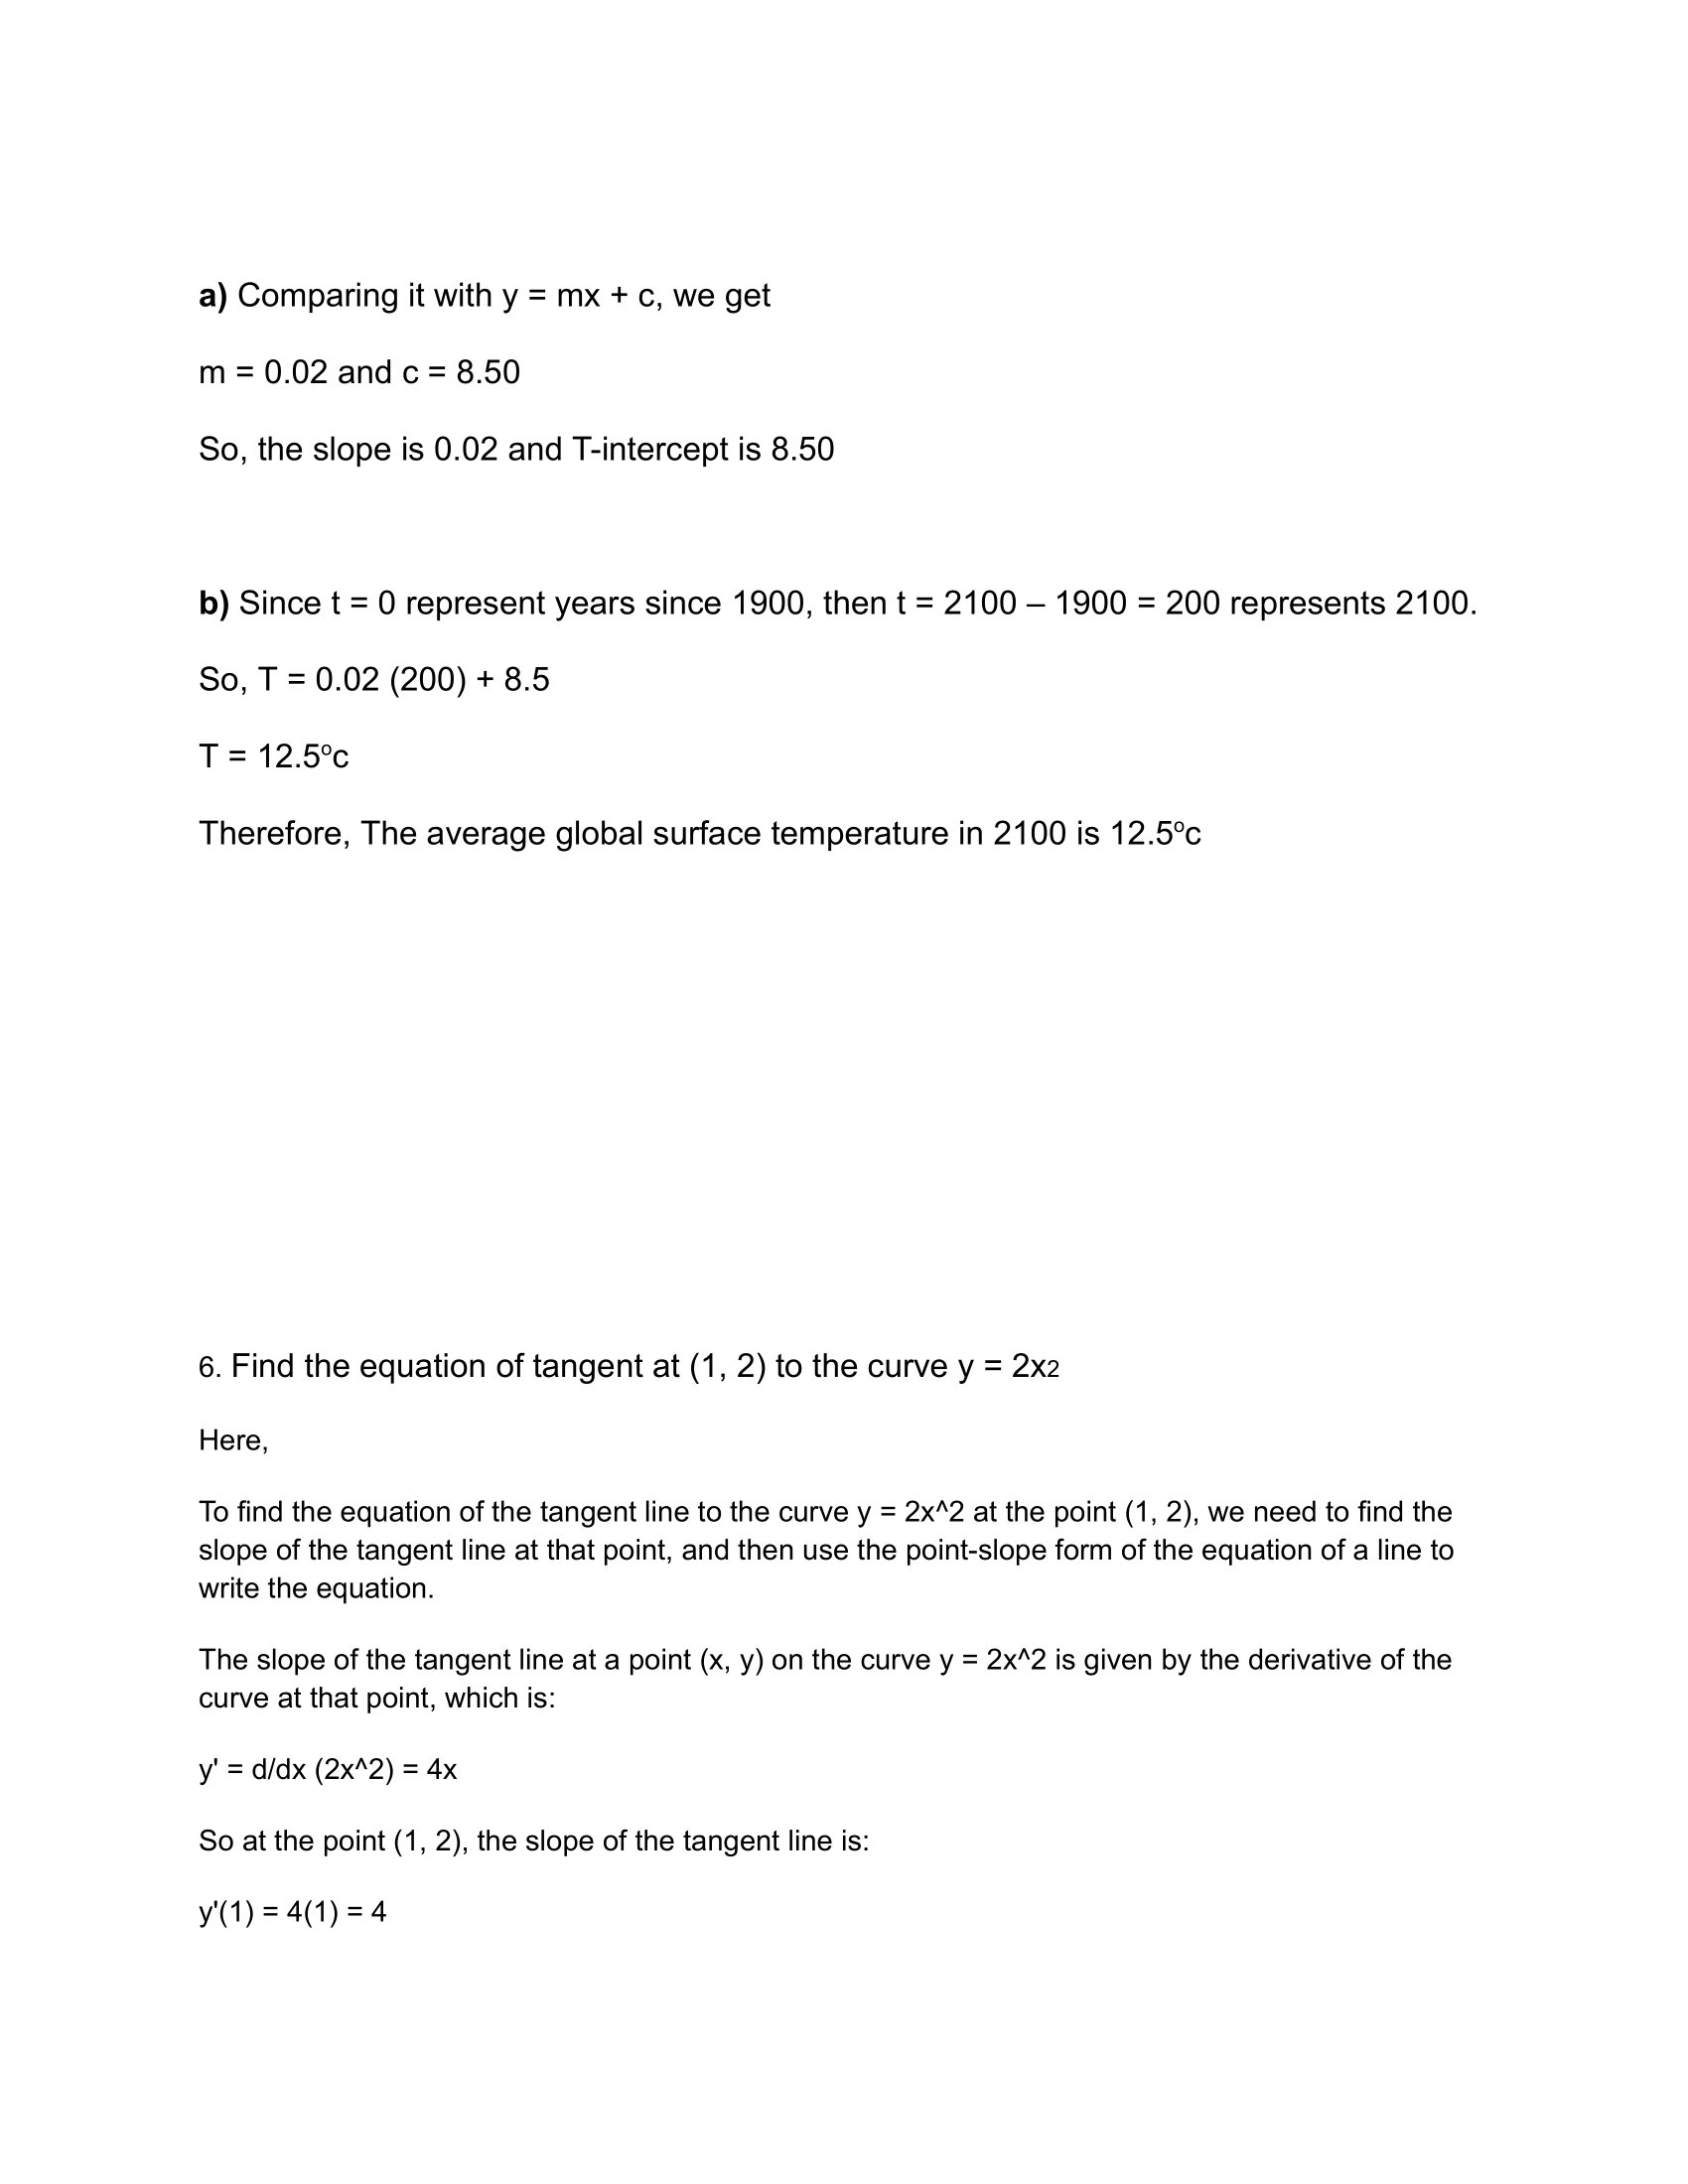 a) Comparing it with y = mx + c, we get
m = 0.02 and c = 8.50
So, the slope is 0.02 and T-intercept is 8.50
b) Since t = 0 represent years since 1900, then t = 2100 – 1900 = 200 represents 2100.
So, T = 0.02 (200) + 8.5
T = 12.5ºc
Therefore, The average global surface temperature in 2100 is 12.5ºc
6. Find the equation of tangent at (1, 2) to the curve y = 2x2
Here,
To find the equation of the tangent line to the curve y = 2x^2 at the point (1, 2), we need to find the
slope of the tangent line at that point, and then use the point-slope form of the equation of a line to
write the equation.
The slope of the tangent line at a point (x, y) on the curve y = 2x^2 is given by the derivative of the
curve at that point, which is:
y' = d/dx (2x^2) = 4x
So at the point (1, 2), the slope of the tangent line is:
y'(1) = 4(1) = 4